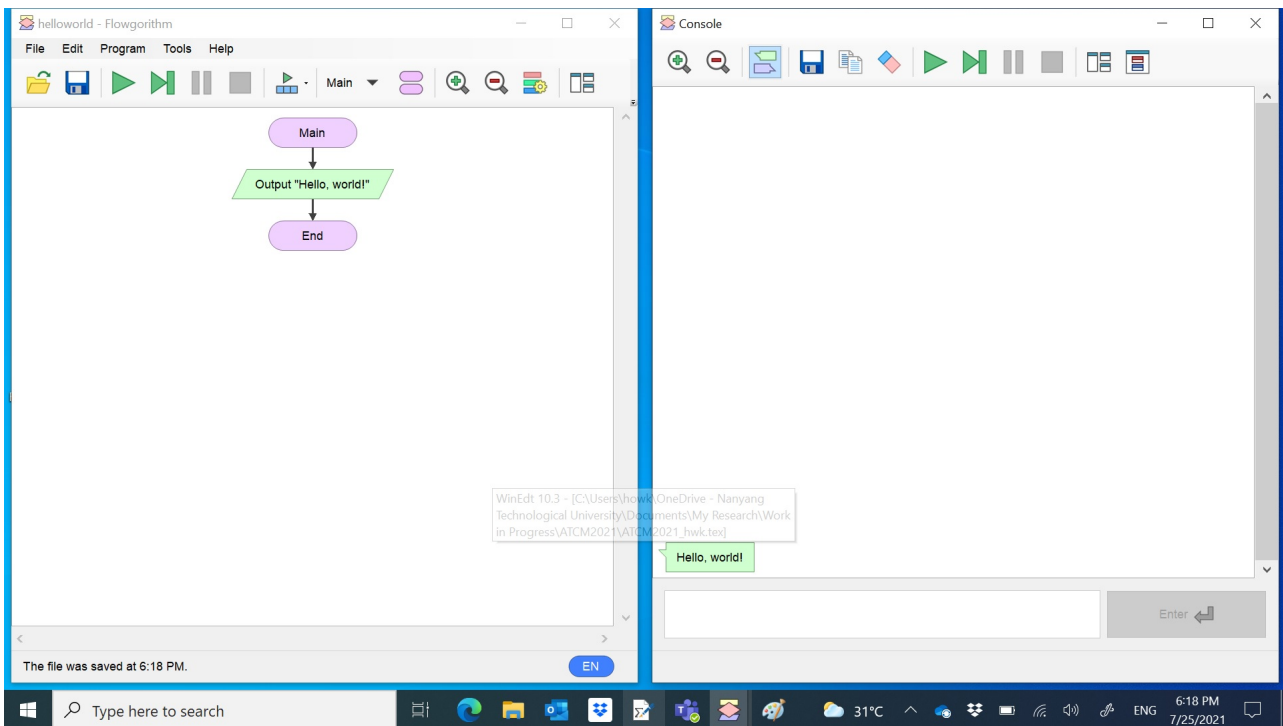 helloworld - Flowgorithm
File Edit Program Tools Help
Main
Main
Output "Hello, world!"
End
The file was saved at 6:18 PM.
EN
Console
WinEdt 10.3 - [C:\Users\howk\OneDrive - Nanyang
Technological University\Documents\My Research\Work
in Progress\ATCM2021\ATCM2021_hwk.tex]
Hello, world!
Enter
Type here to search
31°C
ENG
6:18 PM
7/25/2021